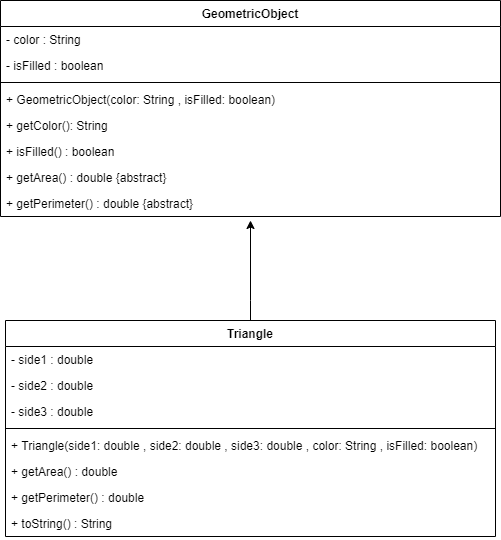 GeometricObject
- color : String
- isFilled : boolean
+ GeometricObject(color: String , isFilled: boolean)
+ getColor(): String
+ isFilled() : boolean
+ getArea() : double {abstract}
+ getPerimeter() : double {abstract}
Triangle
- side1 : double
- side2 : double
- side3 : double
+ Triangle(side1: double , side2: double , side3: double , color: String , isFilled: boolean)
+ getArea() : double
+ getPerimeter() : double
+ toString() : String